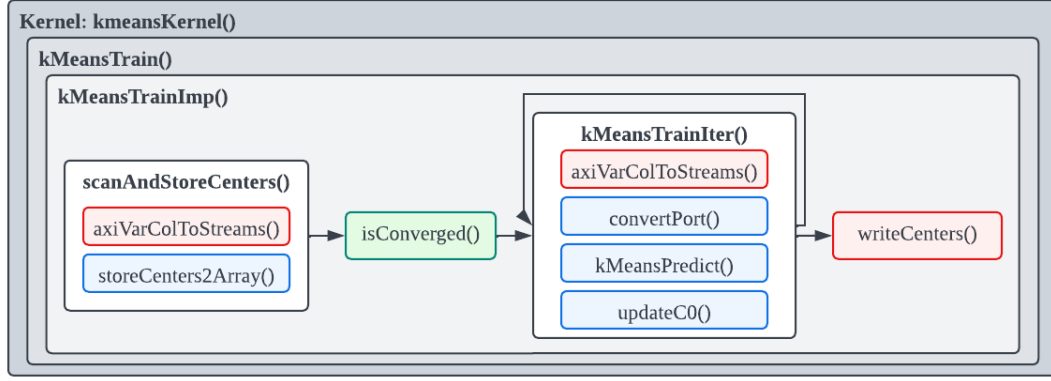 Kernel: kmeansKernel()
kMeansTrain()
kMeansTrainImp()
scanAndStoreCenters()
axiVarColToStreams()
storeCenters2Array()
isConverged()
kMeansTrainIter()
axiVarColToStreams()
convertPort()
kMeansPredict()
updateC0()
writeCenters()